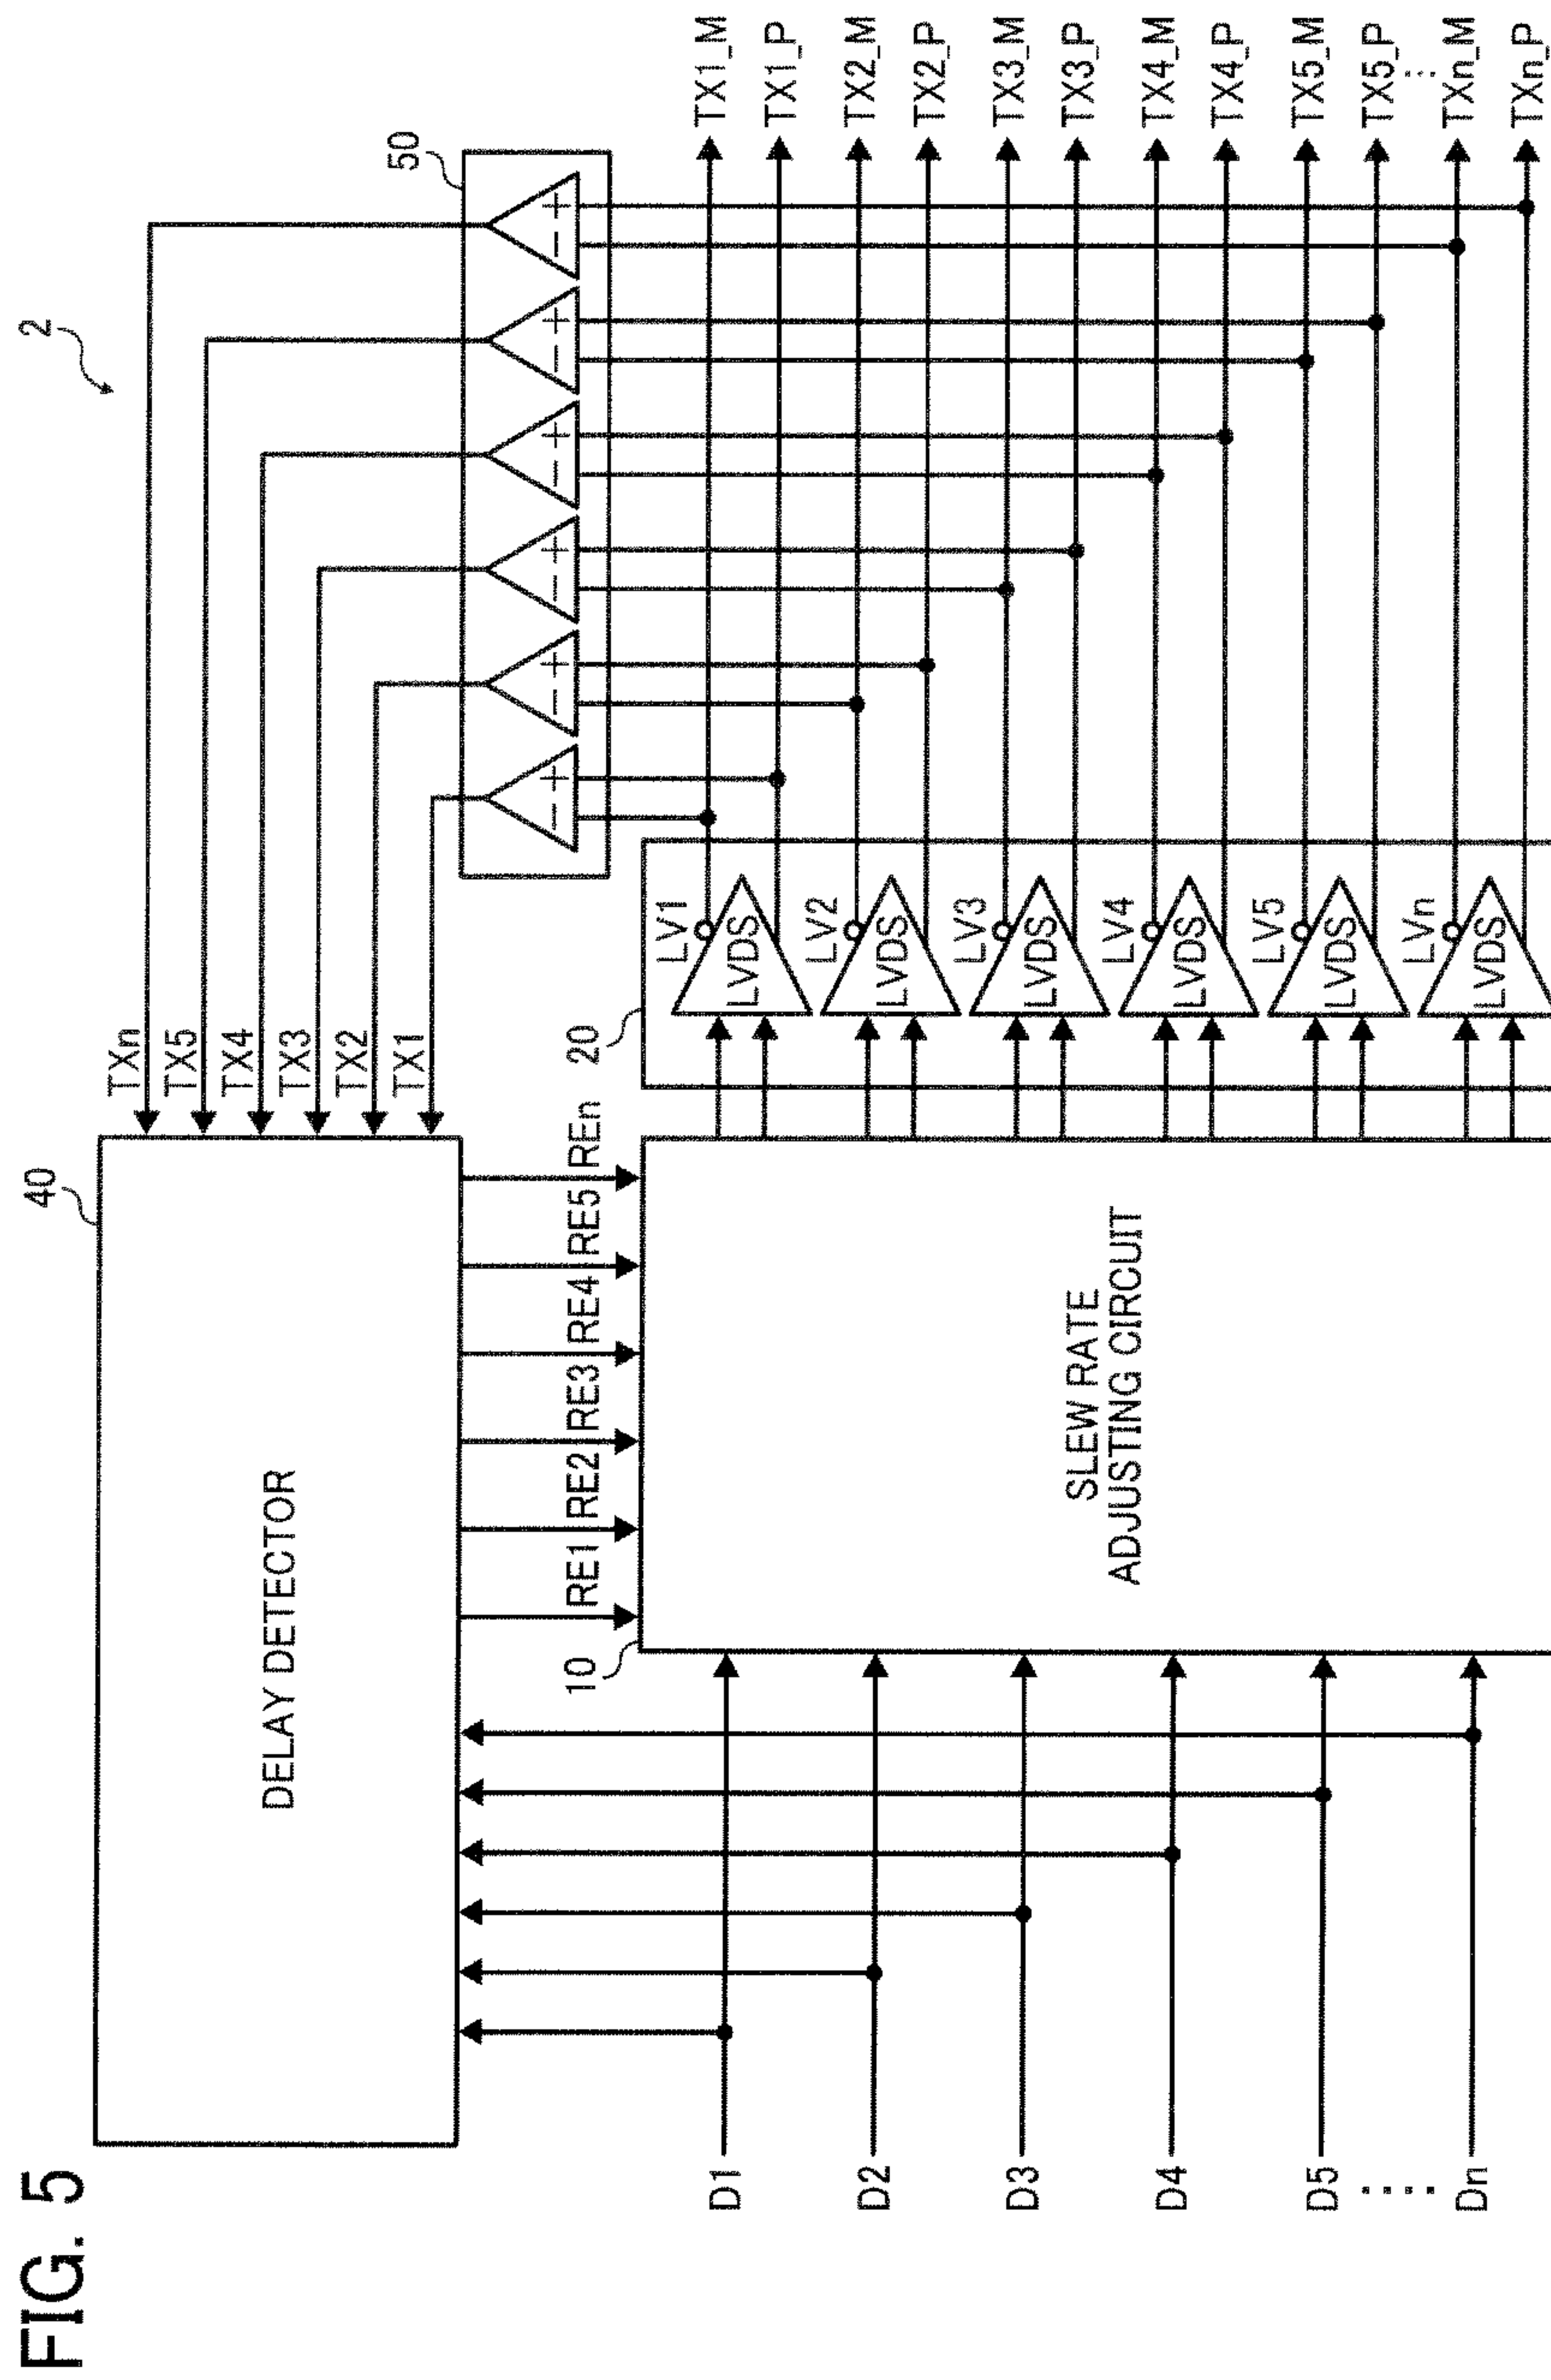 FIG. 5
2
40
DELAY DETECTOR
TXn
TX5
TX4
TX3
TX2
TX1
50
− +
− +
− +
− +
− +
− +
RE1 RE2 RE3 RE4 RE5 REn
10
SLEW RATE
ADJUSTING CIRCUIT
20
LV1
LVDS
LV2
LVDS
LV3
LVDS
LV4
LVDS
LV5
LVDS
LVn
LVDS
D1
D2
D3
D4
D5
.....
Dn
TX1_M
TX1_P
TX2_M
TX2_P
TX3_M
TX3_P
TX4_M
TX4_P
TX5_M
TX5_P
...
TXn_M
TXn_P